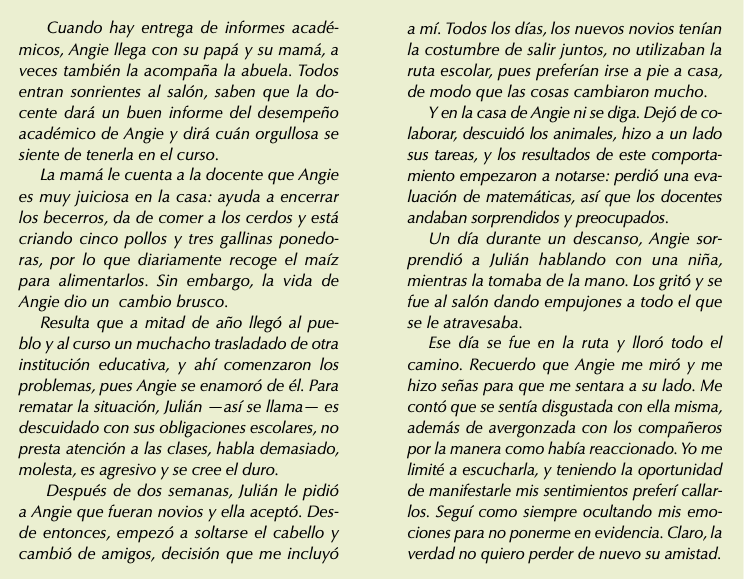 Cuando hay entrega de informes acadé-
micos, Angie llega con su papá y su mamá, a
veces también la acompaña la abuela. Todos
entran sonrientes al salón, saben que la do-
cente dará un buen informe del desempeño
académico de Angie y dirá cuán orgullosa se
siente de tenerla en el curso.
La mamá le cuenta a la docente que Angie
es muy juiciosa en la casa: ayuda a encerrar
los becerros, da de comer a los cerdos y está
criando cinco pollos y tres gallinas ponedo-
ras, por lo que diariamente recoge el maíz
para alimentarlos. Sin embargo, la vida de
Angie dio un cambio brusco.
Resulta que a mitad de año llegó al pue-
blo y al curso un muchacho trasladado de otra
institución educativa, y ahí comenzaron los
problemas, pues Angie se enamoró de él. Para
rematar la situación, Julián —así se llama— es
descuidado con sus obligaciones escolares, no
presta atención a las clases, habla demasiado,
molesta, es agresivo y se cree el duro.
Después de dos semanas, Julián le pidió
a Angie que fueran novios y ella aceptó. Des-
de entonces, empezó a soltarse el cabello y
cambió de amigos, decisión que me incluyó
a mí. Todos los días, los nuevos novios tenían
la costumbre de salir juntos, no utilizaban la
ruta escolar, pues preferían irse a pie a casa,
de modo que las cosas cambiaron mucho.
Y en la casa de Angie ni se diga. Dejó de co-
laborar, descuidó los animales, hizo a un lado
sus tareas, y los resultados de este comporta-
miento empezaron a notarse: perdió una eva-
luación de matemáticas, así que los docentes
andaban sorprendidos y preocupados.
Un día durante un descanso, Angie sor-
prendió a Julián hablando con una niña,
mientras la tomaba de la mano. Los gritó y se
fue al salón dando empujones a todo el que
se le atravesaba.
Ese día se fue en la ruta y lloró todo el
camino. Recuerdo que Angie me miró y me
hizo señas para que me sentara a su lado. Me
contó que se sentía disgustada con ella misma,
además de avergonzada con los compañeros
por la manera como había reaccionado. Yo me
limité a escucharla, y teniendo la oportunidad
de manifestarle mis sentimientos preferí callar-
los. Seguí como siempre ocultando mis emo-
ciones para no ponerme en evidencia. Claro, la
verdad no quiero perder de nuevo su amistad.